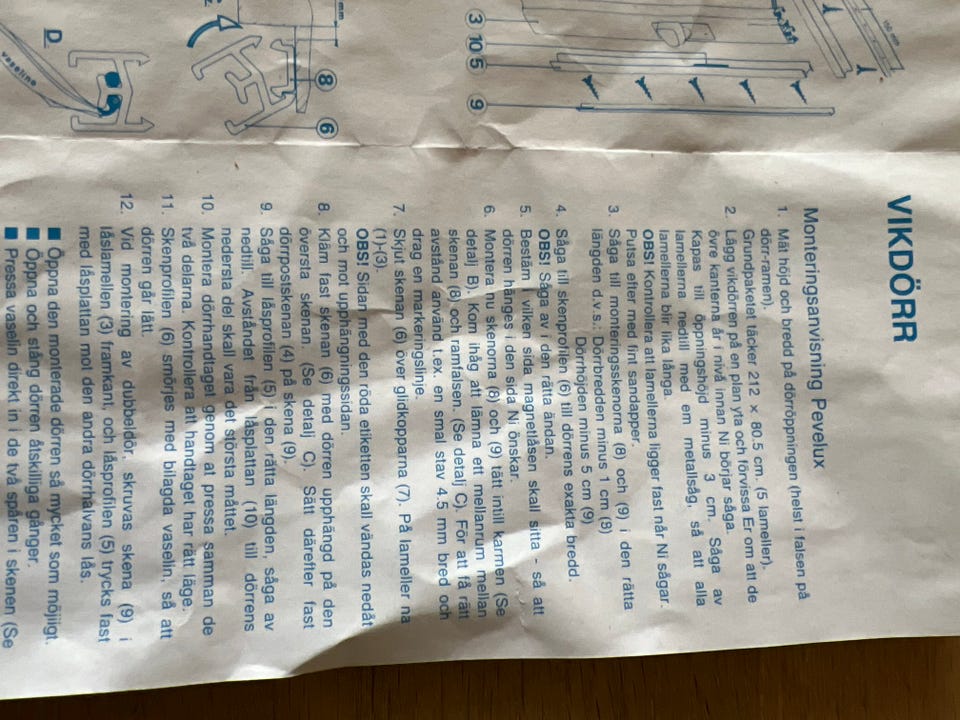 VIKDÖRR
Monteringsanvisning Pevelux
1. Mät höjd och bredd på dörröppningen (helst i falsen på
dörr-ramen).
Grundpaketet täcker 212 x 80.5 cm. (5 lameller).
2. Lägg vikdörren på en plan yta och förvissa Er om att de
övre kanterna är i nivå innan Ni börjar såga.
Kapas till öppningshöjd minus 3 cm. Såga av
lamellerna nedtill med em metallsåg, så att alla
lamellerna blir lika långa.
OBS! Kontrollera att lamellerna ligger fast när Ni sågar.
Putsa efter med fint sandpaper.
3. Såga till monteringsskenorna (8) och (9) i den rätta
längden d.v.s.: Dörrbredden minus 1 cm (8)
Dörrhöjden minus 5 cm (9)
4. Såga till skenprofilen (6) till dörrens exakta bredd.
OBS! Såga av den räta ändan.
5. Bestäm i vilken sida magnetlåsen skal sitta - så att
dörren hänges i den sida Ni önskar.
6. Montera nu skenorna (8) och (9) tätt intill karmen (Se
detalj B). Kom ihåg att lämna ett mellanrum mellan
skenan (8) och ramfalsen. (Se detalj C). För att få rätt
avstånd använd t.ex. en smal stav 4.5 mm bred och
drag en markeringslinje.
7. Skjut skenan (6) över glidkopparna (7). På lameller na
(1)-(3).
OBS! Sidan med den röda etiketten skall vändas nedåt
och mot upphängningssidan.
8. Kläm fast skenan (6) med dörren upphängd på den
översta skenan. (Se detalj C). Sätt därefter fast
dörrpostskenan (4) på skena (9).
9. Såga till låsprofilen (5) i den rätta längden, såga av
nedtill. Avståndet från låsplattan (10) till dörrens
nedersta del skall vara det största måttet.
10. Montera dörrhandtaget genom at pressa samman de
två delarna. Kontrollera att handtaget har rätt läge.
11. Skenprofilen (6) smörjes med bilagda vaselin, så att
dörren går lätt.
12. Vid montering av dubbeldör, skruvas skena (9) i
låslamellen, (3) framkant, och låsprofilen (5) trycks fast
med låsplattan mot den andra dörrhalvans lås.
■ Öppna den monterade dörren så mycket som möjligt.
■ Öppna och stäng dörren åtskilliga gånger.
■ Pressa vaselin direkt in i de två spåren i skenen (Se
D
vaseline
mm
8
6
3
10
5
9
150 mm